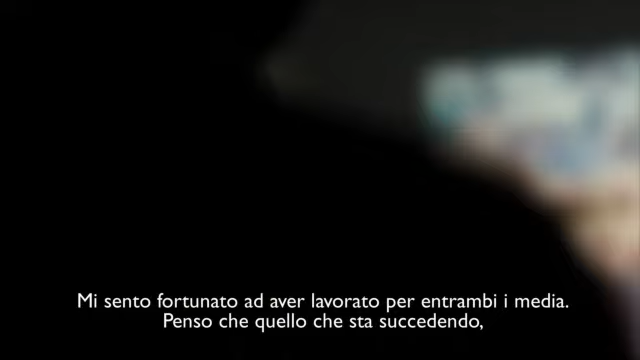 Mi sento fortunato ad aver lavorato per entrambi i media.
Penso che quello che sta succedendo,